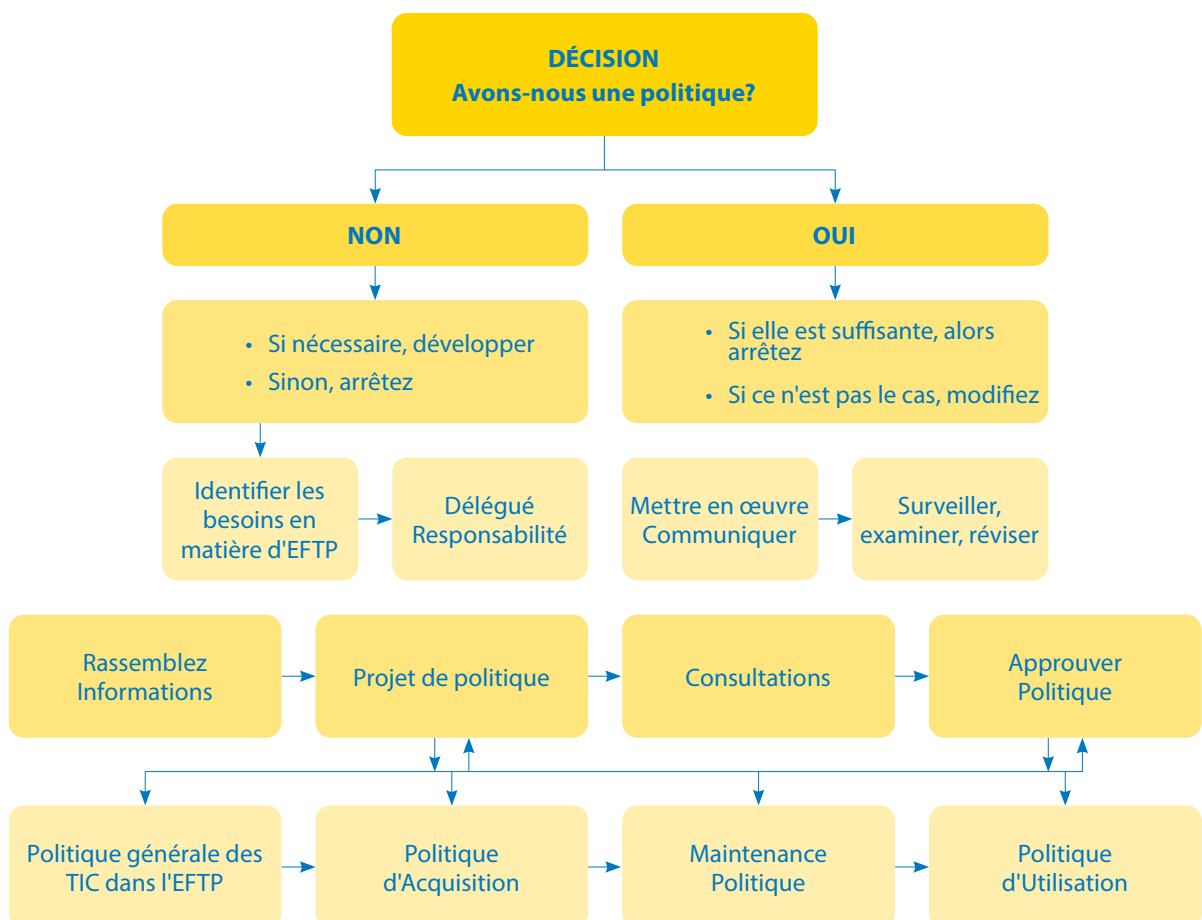 DÉCISION
Avons-nous une politique?
NON
OUI
• Si nécessaire, développer
• Sinon, arrêtez
• Si elle est suffisante, alors
arrêtez
• Si ce n'est pas le cas, modifiez
Identifier les
besoins en
matière d'EFTP
Délégué
Responsabilité
Mettre en œuvre
Communiquer
Surveiller,
examiner, réviser
Rassemblez
Informations
Projet de politique
Consultations
Approuver
Politique
Politique générale des
TIC dans l'EFTP
Politique
d'Acquisition
Maintenance
Politique
Politique
d'Utilisation